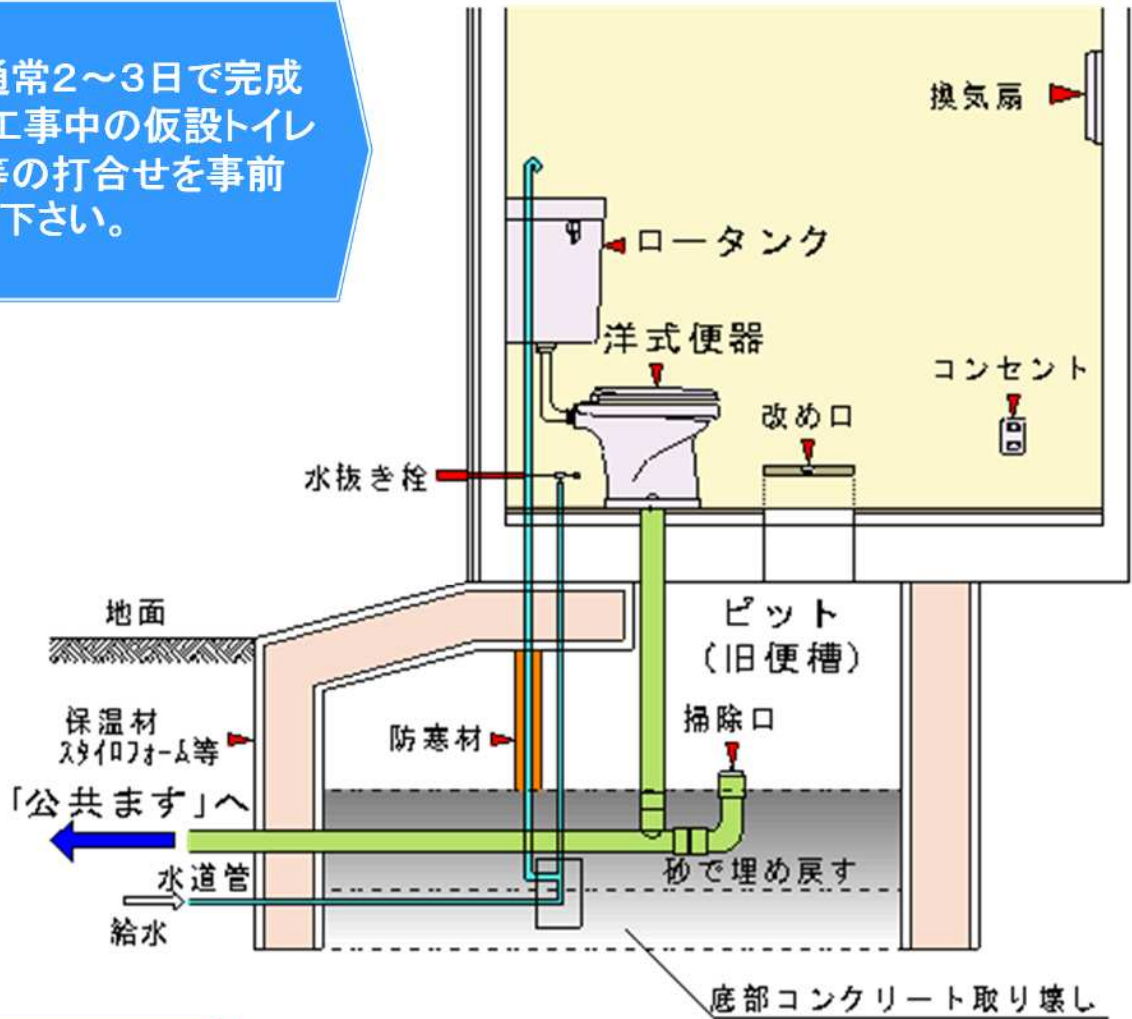 通常2～3日で完成
工事中の仮設トイレ
等の打合せを事前
下さい。
換気扇
ロータンク
洋式便器
コンセント
改め口
水抜き栓
地面
ピット
(旧便槽)
保温材
スタイロフォーム等
防寒材
掃除口
「公共ます」へ
水道管
砂で埋め戻す
給水
底部コンクリート取り壊し